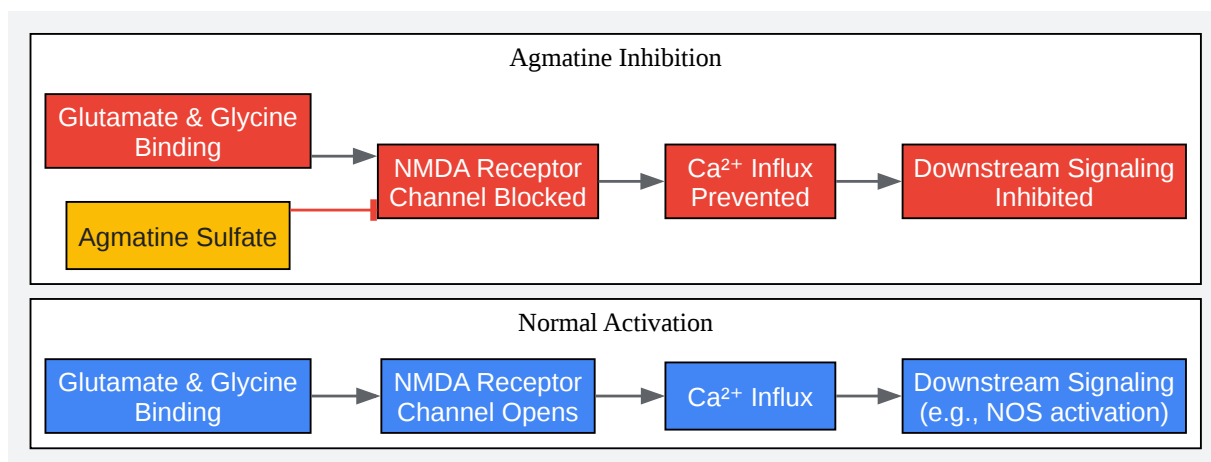 Agmatine Inhibition
Glutamate & Glycine
Binding
Agmatine Sulfate
NMDA Receptor
Channel Blocked
Ca²⁺ Influx
Prevented
Downstream Signaling
Inhibited
Normal Activation
Glutamate & Glycine
Binding
NMDA Receptor
Channel Opens
Ca²⁺ Influx
Downstream Signaling
(e.g., NOS activation)